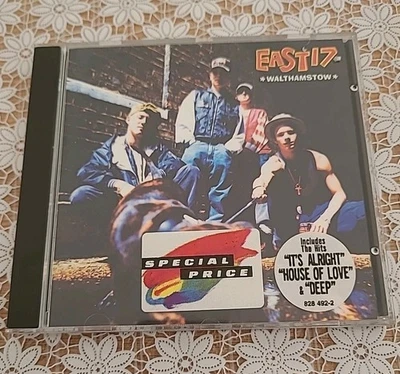 EAST 17
★ WALTHAMSTOW ★
SPECIAL
PRICE
Includes
The Hits
"IT'S ALRIGHT"
"HOUSE OF LOVE"
& "DEEP"
828 492-2